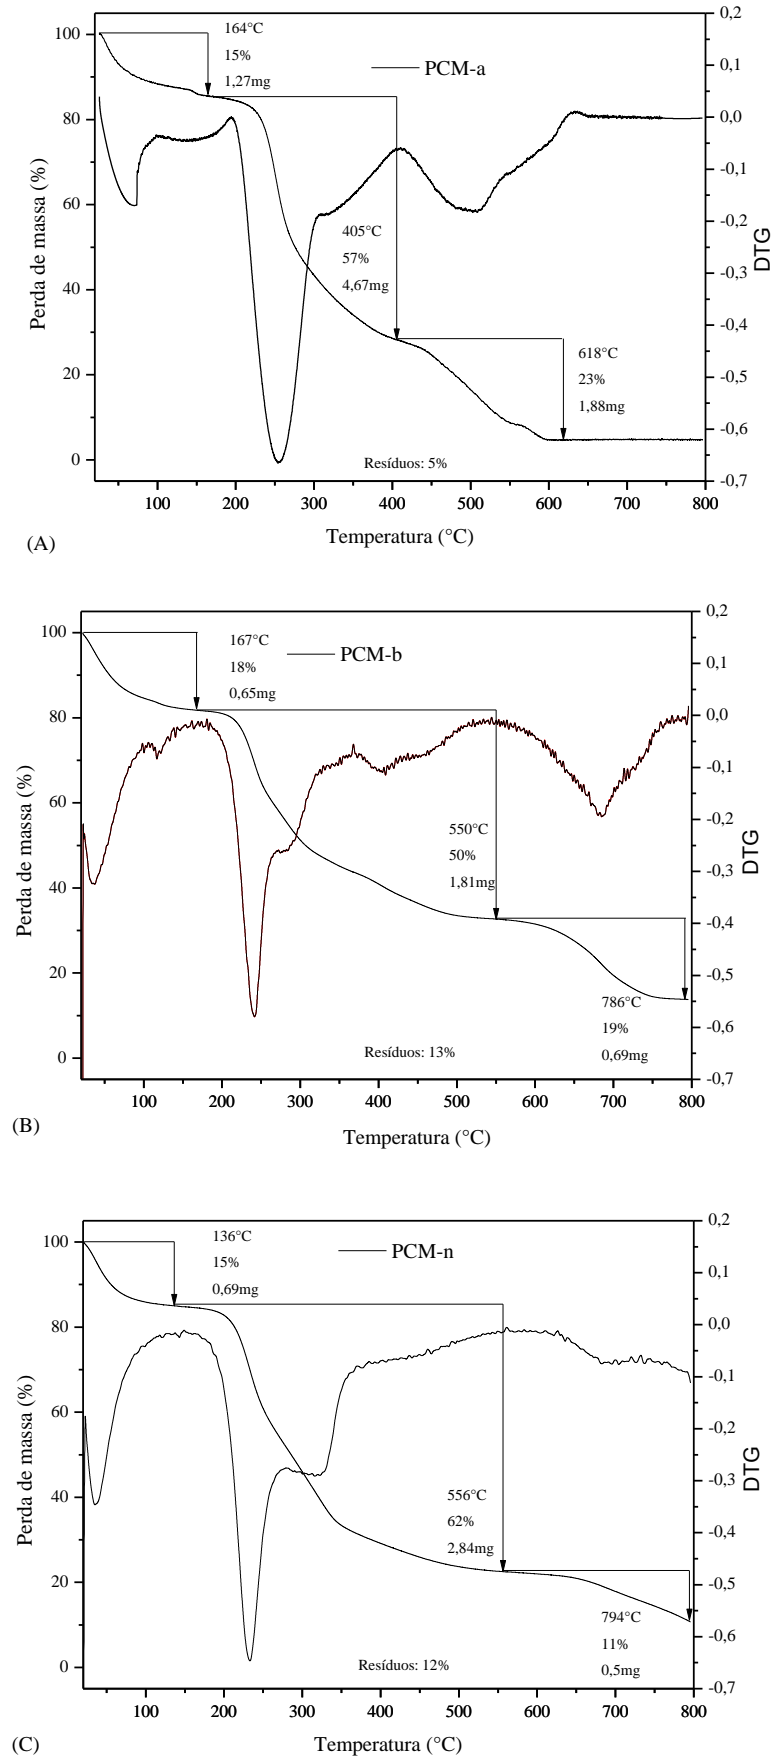 164°C
15%
1,27mg
PCM-a
405°C
57%
4,67mg
618°C
23%
1,88mg
Resíduos: 5%
Perda de massa (%)
100
80
60
40
20
0
0,2
0,1
0,0
-0,1
-0,2
-0,3
-0,4
-0,5
-0,6
-0,7
DTG
100 200 300 400 500 600 700 800
Temperatura (°C)
(A)
167°C
18%
0,65mg
PCM-b
550°C
50%
1,81mg
786°C
19%
0,69mg
Resíduos: 13%
Perda de massa (%)
100
80
60
40
20
0
0,2
0,1
0,0
-0,1
-0,2
-0,3
-0,4
-0,5
-0,6
-0,7
DTG
100 200 300 400 500 600 700 800
Temperatura (°C)
(B)
136°C
15%
0,69mg
PCM-n
556°C
62%
2,84mg
794°C
11%
0,5mg
Resíduos: 12%
Perda de massa (%)
100
80
60
40
20
0
0,2
0,1
0,0
-0,1
-0,2
-0,3
-0,4
-0,5
-0,6
-0,7
DTG
100 200 300 400 500 600 700 800
Temperatura (°C)
(C)